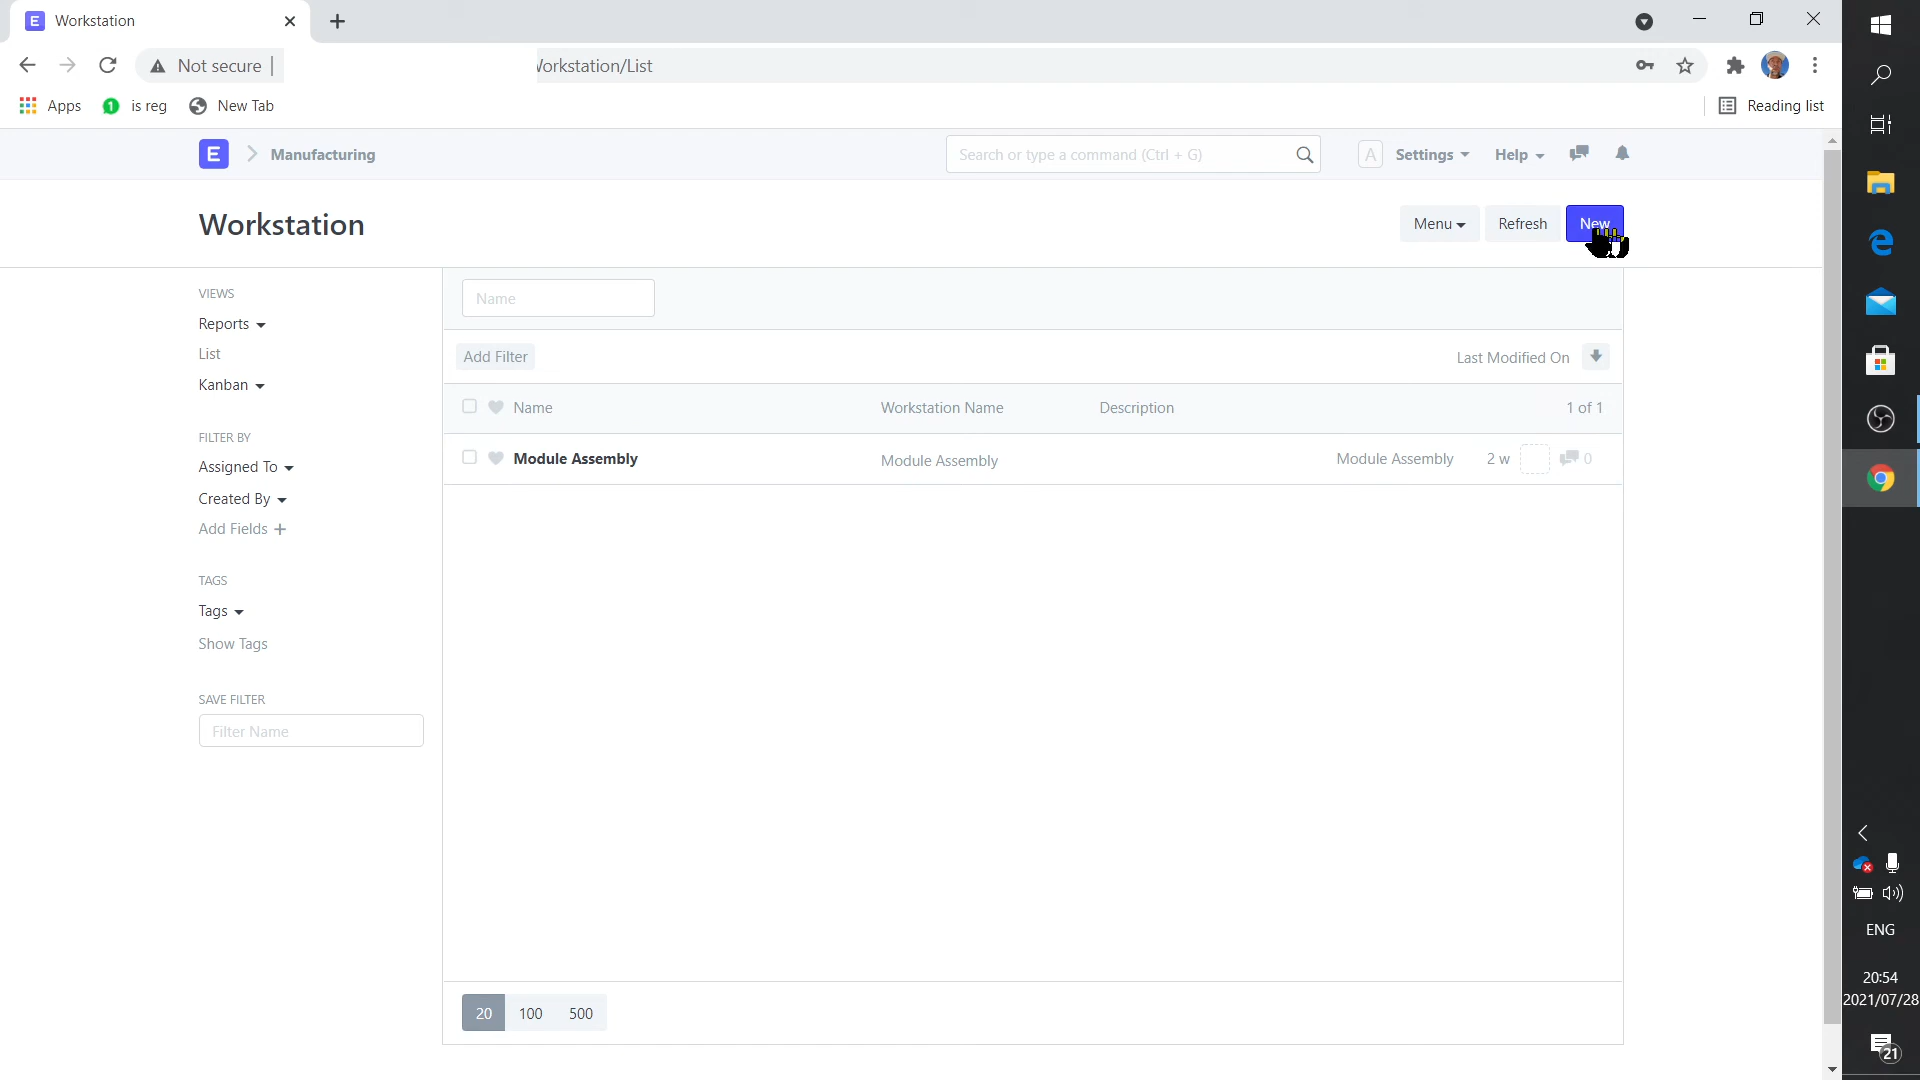 E Workstation
Not secure
orkstation/List
Apps
1
is reg
New Tab
Reading list
E Manufacturing
Search or type a command (Ctrl + G)
A Settings
Help
Workstation
Menu
Refresh
New
VIEWS
Reports
List
Kanban
FILTER BY
Assigned To
Created By
Add Fields
TAGS
Tags
Show Tags
SAVE FILTER
Filter Name
Name
Add Filter
Last Modified On
Name
Workstation Name
Description
1 of 1
Module Assembly
Module Assembly
Module Assembly
2 w
0
20
100
500
ENG
20:54
2021/07/28
21